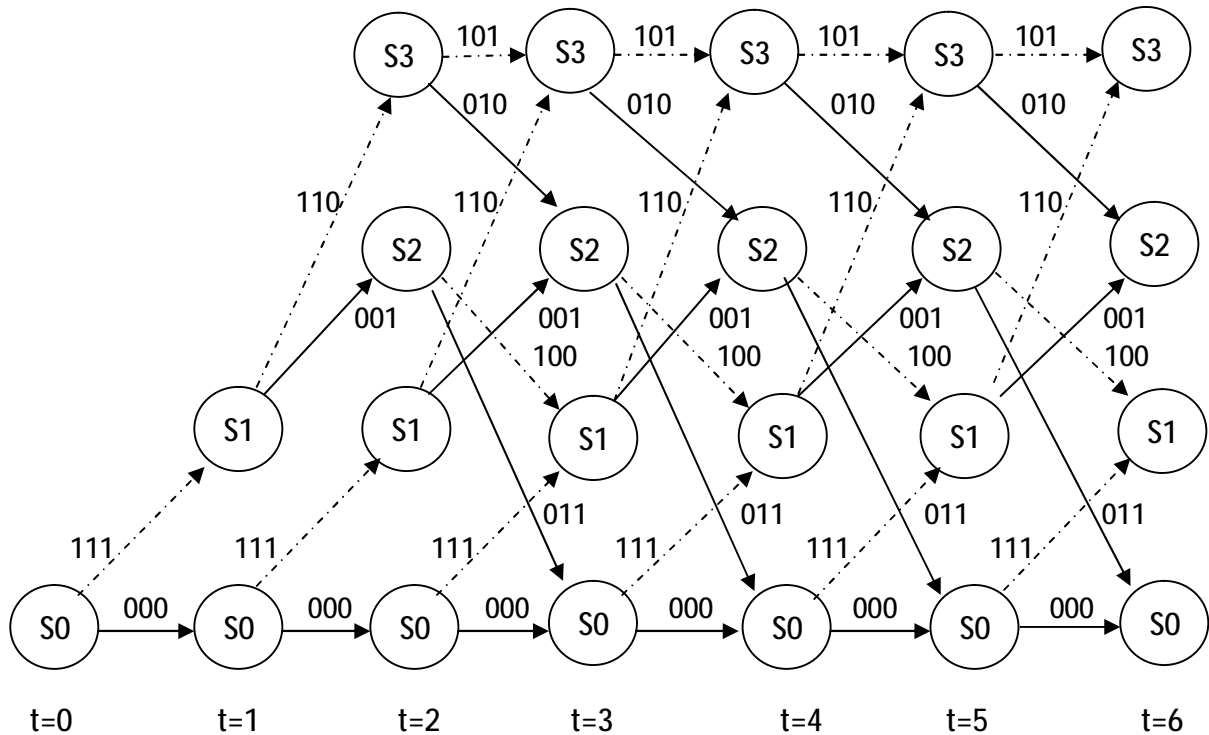 S3 101 S3 101 S3 101 S3 101 S3
010 010 010 010
110 110 110 110 110
S2 S2 S2 S2 S2
001 001 001 001 001
100 100 100 100
S1 S1 S1 S1 S1 S1
011 011 011 011
111 111 111 111 111 111
S0 000 S0 000 S0 000 S0 000 S0 000 S0 000 S0
t=0 t=1 t=2 t=3 t=4 t=5 t=6